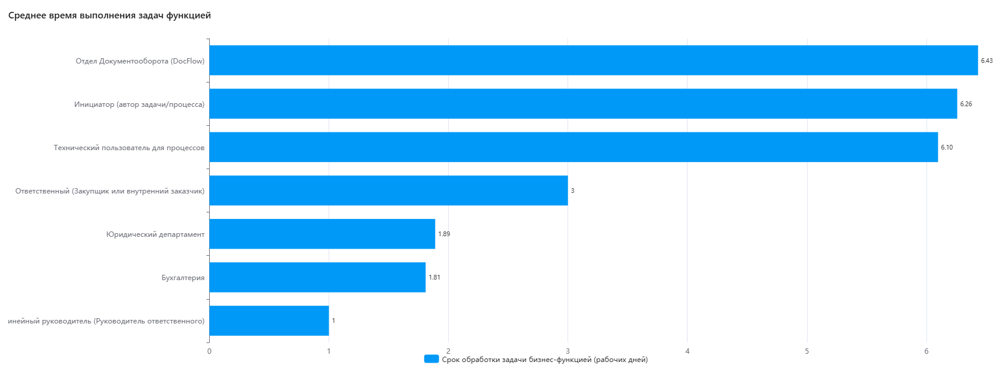 Среднее время выполнения задач функцией
Отдел Документооборота (DocFlow)
6.43
Инициатор (автор задачи/процесса)
6.26
Технический пользователь для процессов
6.10
Ответственный (Закупщик или внутренний заказчик)
3
Юридический департамент
1.89
Бухгалтерия
1.81
инейный руководитель (Руководитель ответственного)
1
0 1 2 3 4 5 6
Срок обработки задачи бизнес-функцией (рабочих дней)